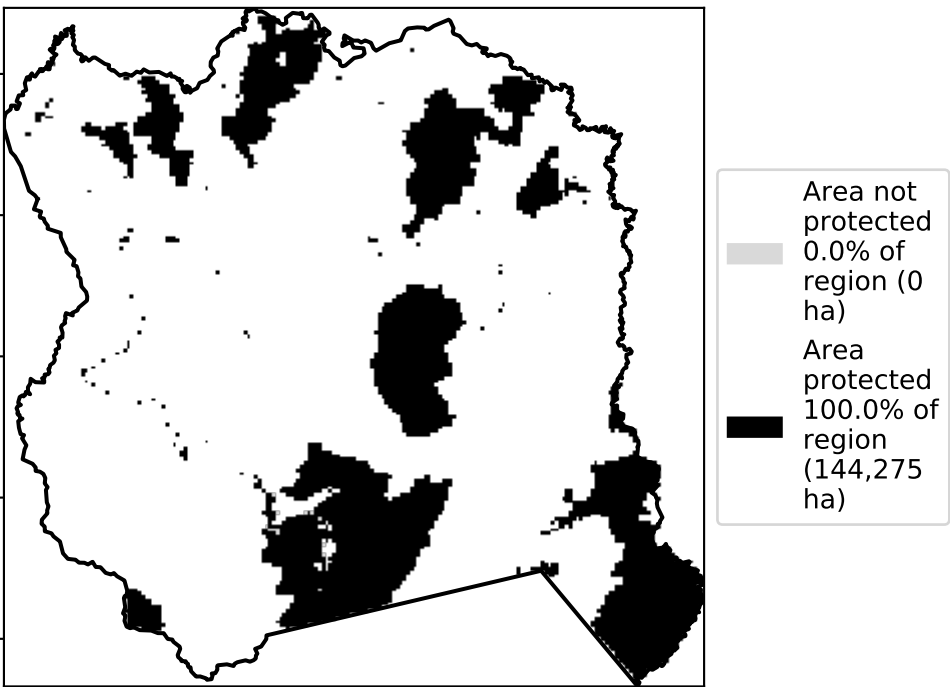 Area not
protected
0.0% of
region (0
ha)
Area
protected
100.0% of
region
(144,275
ha)